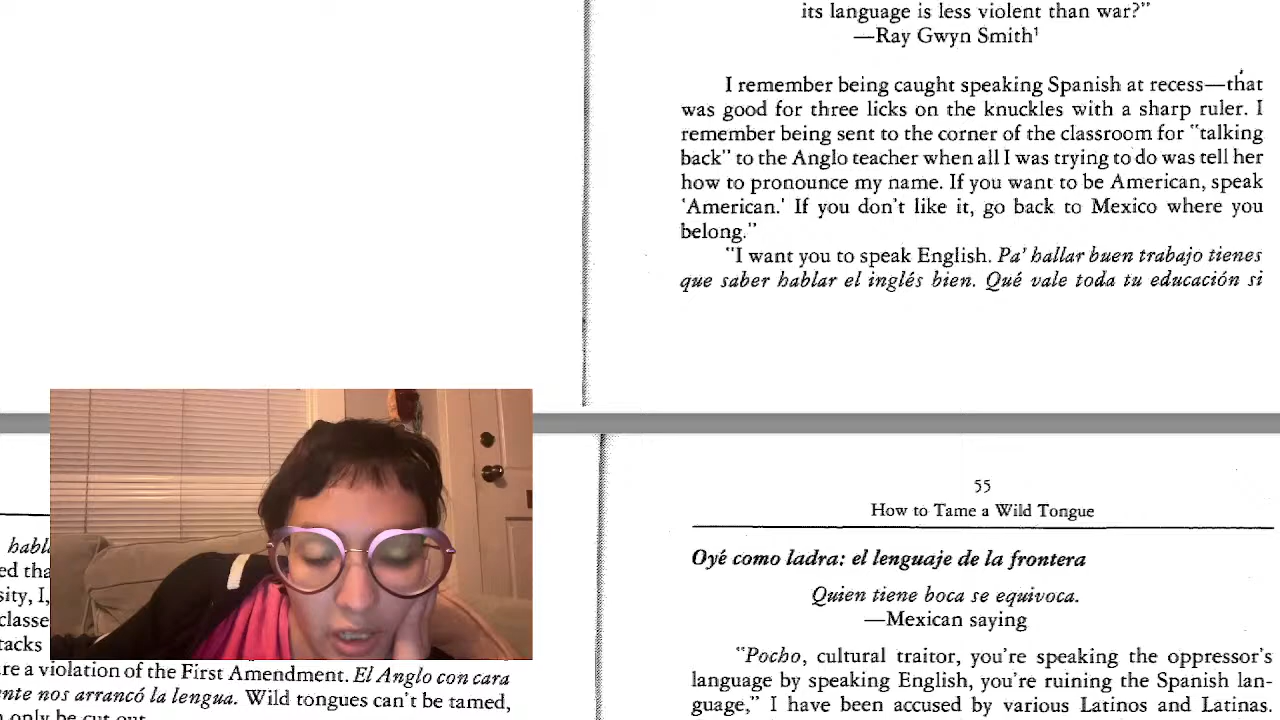 its language is less violent than war?"
—Ray Gwyn Smith¹
I remember being caught speaking Spanish at recess—that
was good for three licks on the knuckles with a sharp ruler. I
remember being sent to the corner of the classroom for "talking
back" to the Anglo teacher when all I was trying to do was tell her
how to pronounce my name. If you want to be American, speak
'American.' If you don't like it, go back to Mexico where you
belong."
"I want you to speak English. Pa' hallar buen trabajo tienes
que saber hablar el inglés bien. Qué vale toda tu educación si
ed tha
sity, I,
classe
tacks
re a violation of the First Amendment. El Anglo con cara
nte nos arrancó la lengua. Wild tongues can't be tamed,
only be cut out.
55
How to Tame a Wild Tongue
Oyé como ladra: el lenguaje de la frontera
Quien tiene boca se equivoca.
—Mexican saying
"Pocho, cultural traitor, you're speaking the oppressor's
language by speaking English, you're ruining the Spanish lan-
guage," I have been accused by various Latinos and Latinas.